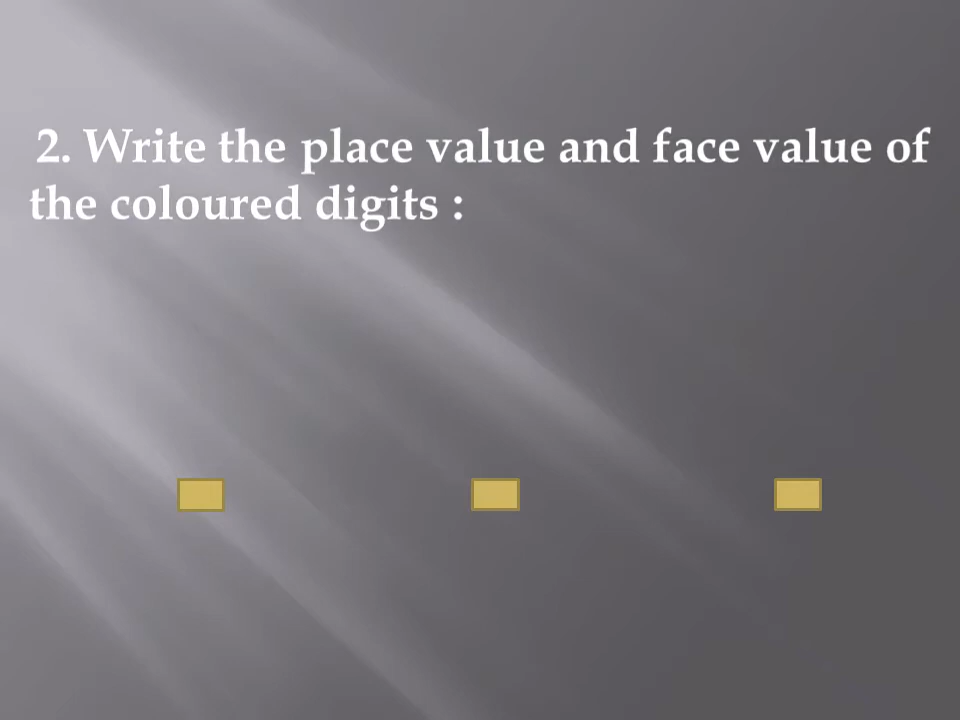 2. Write the place value and face value of
the coloured digits :